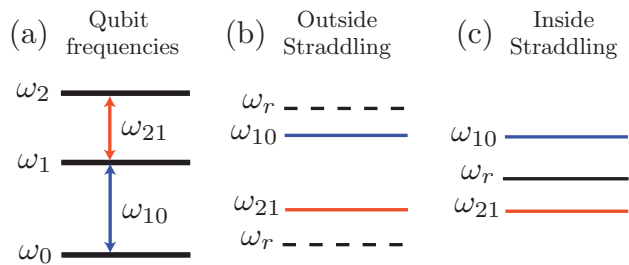 (a) Qubit frequencies
ω₂
ω₂₁
ω₁
ω₁₀
ω₀
(b) Outside Straddling
ωᵣ
ω₁₀
ω₂₁
ωᵣ
(c) Inside Straddling
ω₁₀
ωᵣ
ω₂₁